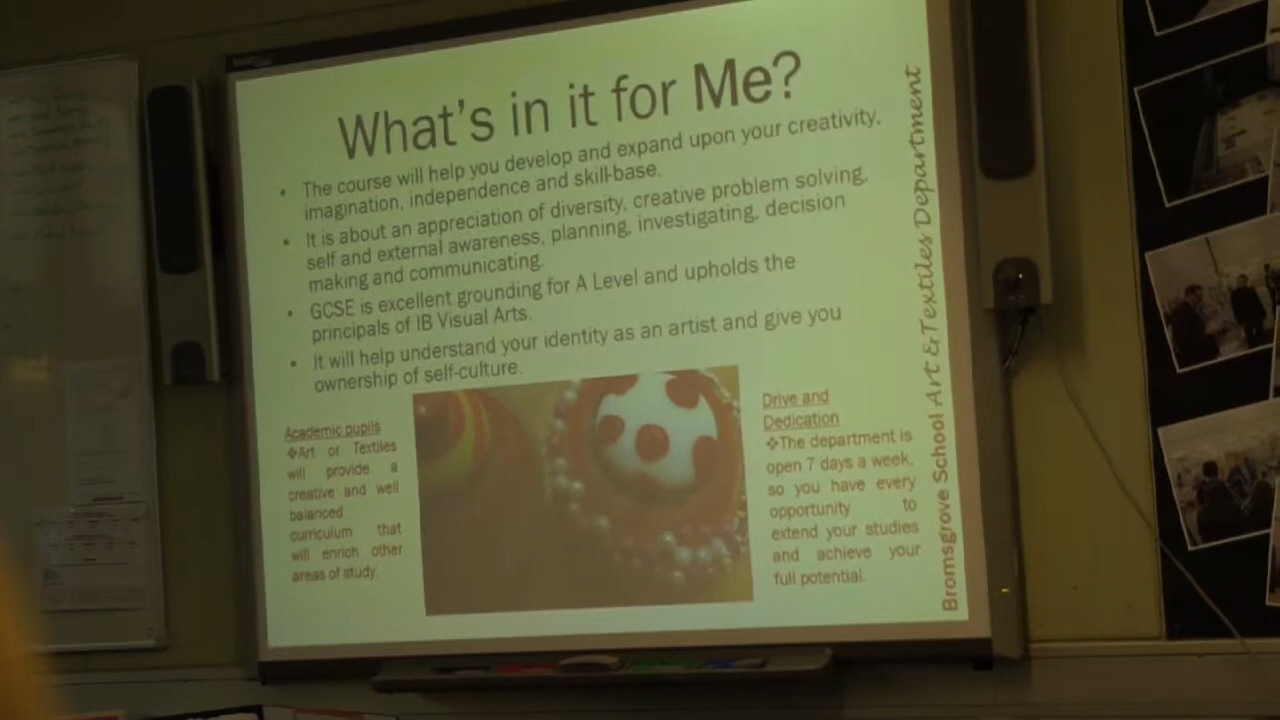 What's in it for Me?
• The course will help you develop and expand upon your creativity,
imagination, independence and skill-base.
• It is about an appreciation of diversity, creative problem solving,
self and external awareness, planning, investigating, decision
making and communicating.
• GCSE is excellent grounding for A Level and upholds the
principals of IB Visual Arts.
• It will help understand your identity as an artist and give you
ownership of self-culture.
Academic pupils
❖Art or Textiles
will provide a
creative and well
balanced
curriculum that
will enrich other
areas of study.
Drive and
Dedication
❖The department is
open 7 days a week,
so you have every
opportunity to
extend your studies
and achieve your
full potential.
Bromsgrove School Art & Textiles Department